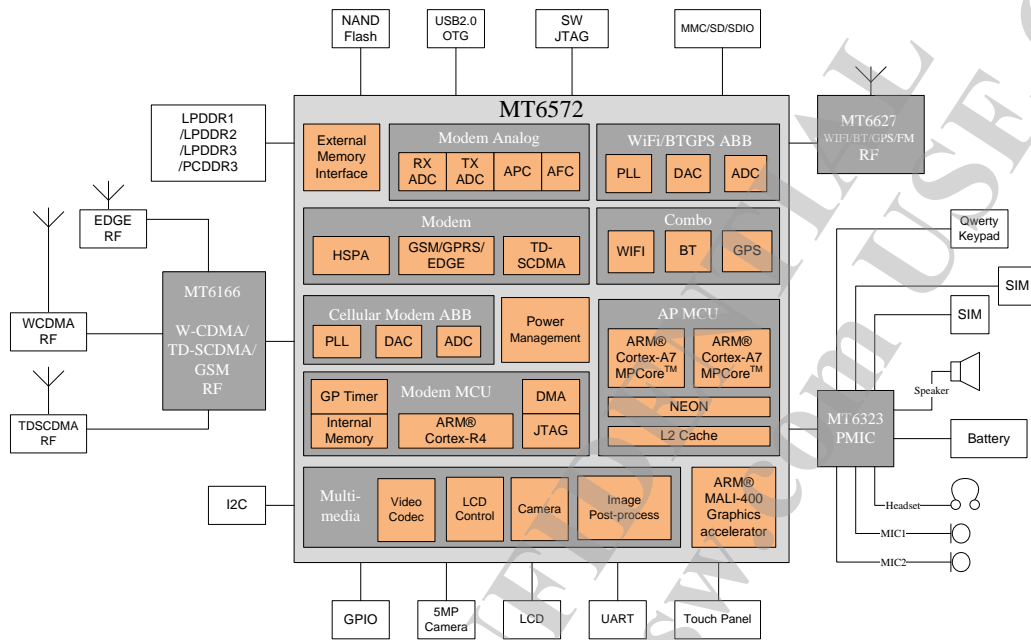 NAND
Flash
USB2.0
OTG
SW
JTAG
MMC/SD/SDIO
MT6572
LPDDR1
/LPDDR2
/LPDDR3
/PCDDR3
External
Memory
Interface
Modem Analog
RX
ADC
TX
ADC
APC
AFC
WiFi/BTGPS ABB
PLL
DAC
ADC
MT6627
WIFI/BT/GPS/FM
RF
EDGE
RF
Modem
HSPA
GSM/GPRS/
EDGE
TD-
SCDMA
Combo
WIFI
BT
GPS
Qwerty
Keypad
SIM
SIM
MT6166
W-CDMA/
TD-SCDMA/
GSM
RF
WCDMA
RF
TDSCDMA
RF
Cellular Modem ABB
PLL
DAC
ADC
Power
Management
AP MCU
ARM®
Cortex-A7
MPCore™
ARM®
Cortex-A7
MPCore™
NEON
L2 Cache
Modem MCU
GP Timer
Internal
Memory
ARM®
Cortex-R4
DMA
JTAG
Speaker
MT6323
PMIC
Battery
Headset
MIC1
MIC2
I2C
Multi-
media
Video
Codec
LCD
Control
Camera
Image
Post-process
ARM®
MALI-400
Graphics
accelerator
GPIO
5MP
Camera
LCD
UART
Touch Panel